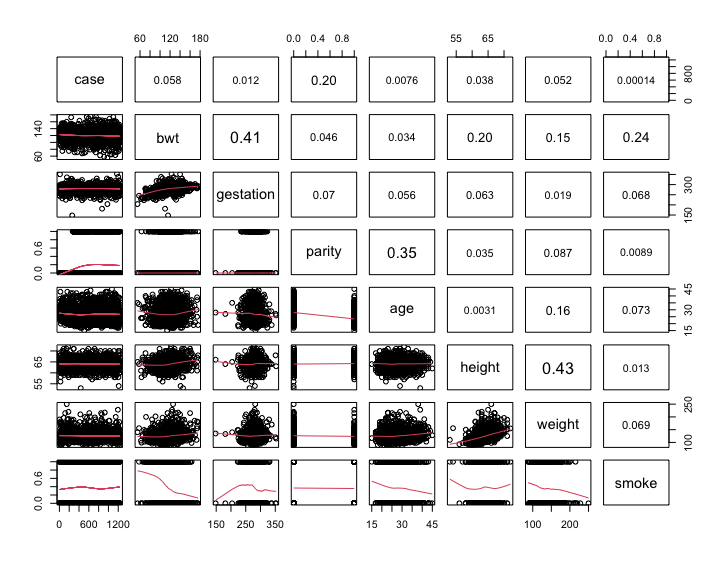 60 120 180 0.0 0.4 0.8 55 65 0.0 0.4 0.8
case 0.058 0.012 0.20 0.0076 0.038 0.052 0.00014 0 800
60 140 bwt 0.41 0.046 0.034 0.20 0.15 0.24
gestation 0.07 0.056 0.063 0.019 0.068 150 300
0.0 0.6 parity 0.35 0.035 0.087 0.0089
age 0.0031 0.16 0.073 15 30 45
55 65 height 0.43 0.013
weight 0.069 100 250
0.0 0.6 smoke
0 600 1200 150 250 350 15 25 35 45 100 200